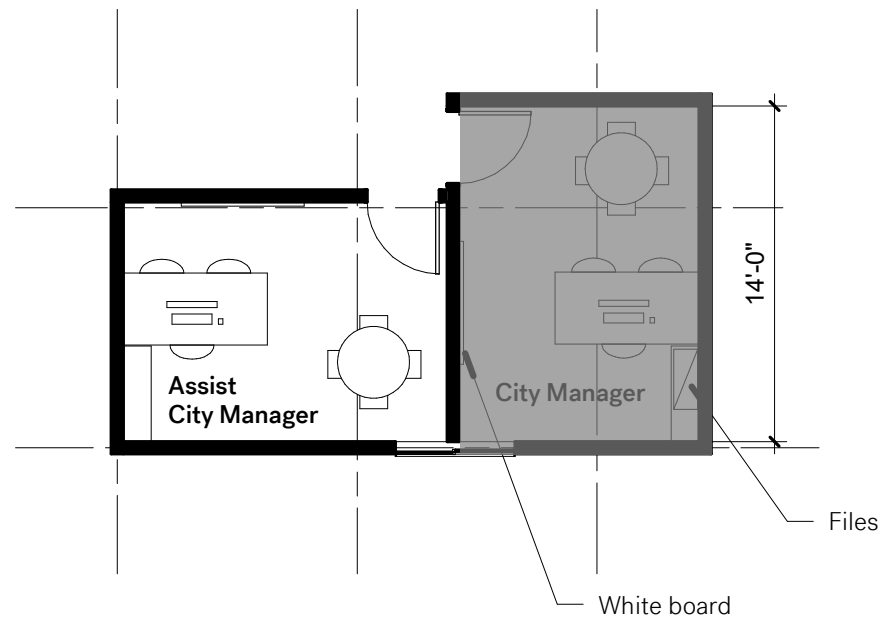 14'-0"
Assist
City Manager
City Manager
Files
White board